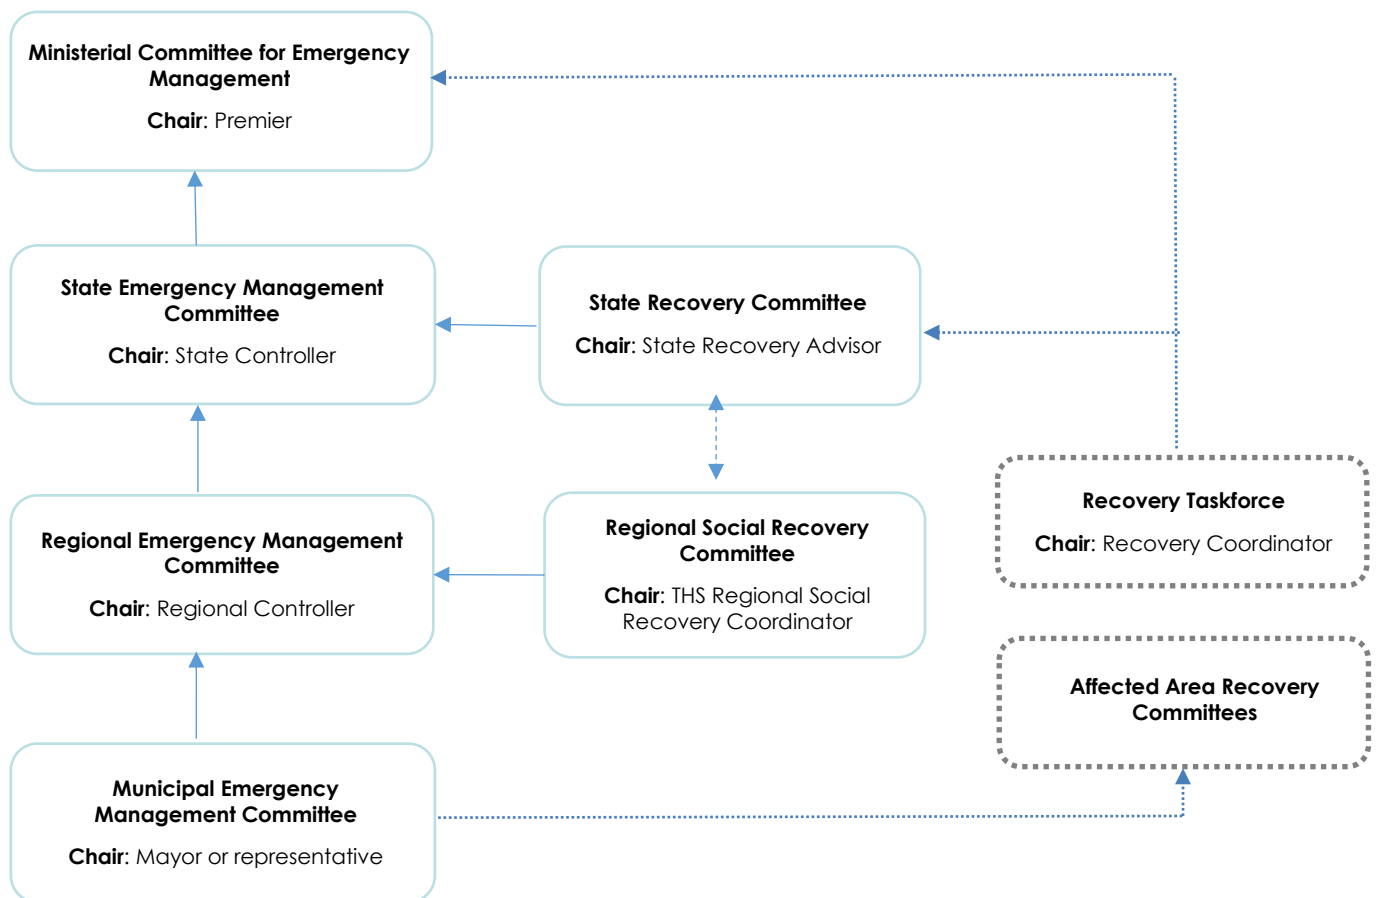 Ministerial Committee for Emergency
Management
Chair: Premier
State Emergency Management
Committee
Chair: State Controller
State Recovery Committee
Chair: State Recovery Advisor
Regional Emergency Management
Committee
Chair: Regional Controller
Regional Social Recovery
Committee
Chair: THS Regional Social
Recovery Coordinator
Recovery Taskforce
Chair: Recovery Coordinator
Affected Area Recovery
Committees
Municipal Emergency
Management Committee
Chair: Mayor or representative